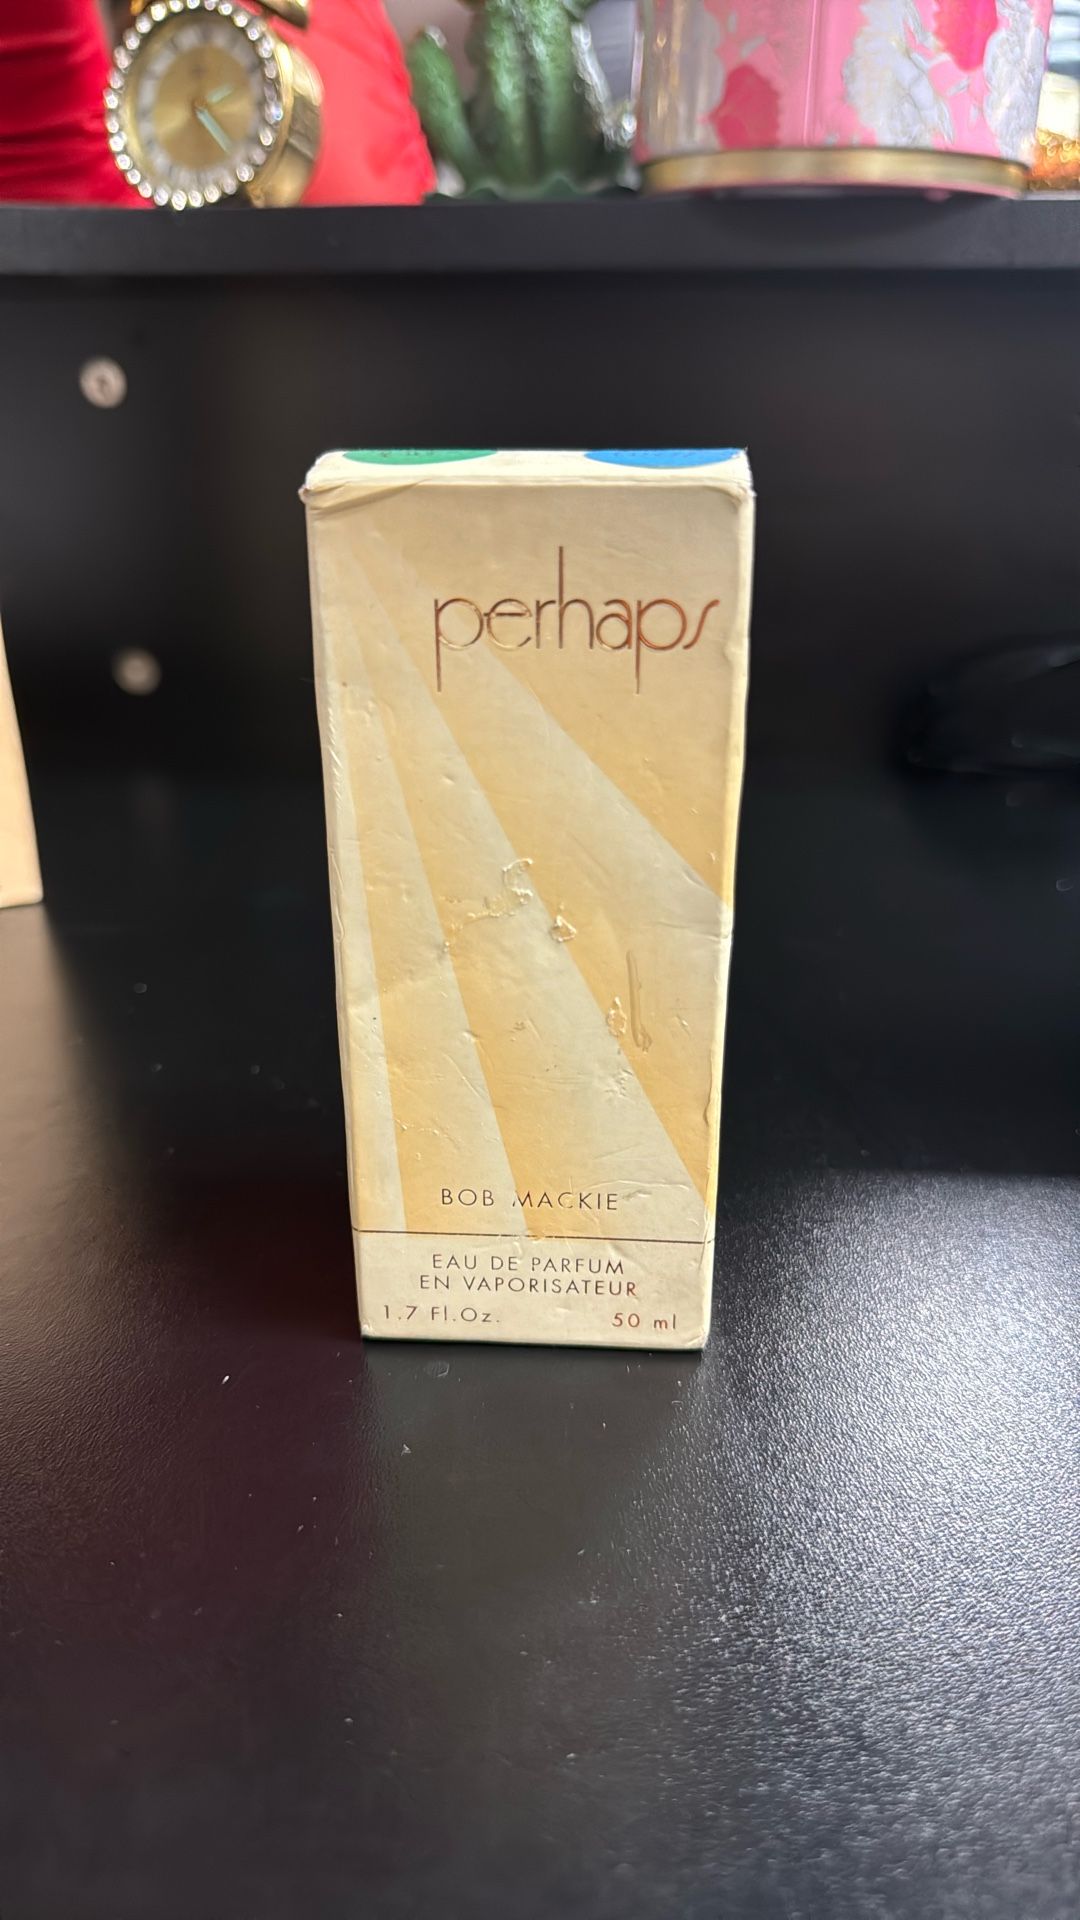 perhaps
BOB MACKIE
EAU DE PARFUM
EN VAPORISATEUR
1.7 Fl.Oz. 50 ml